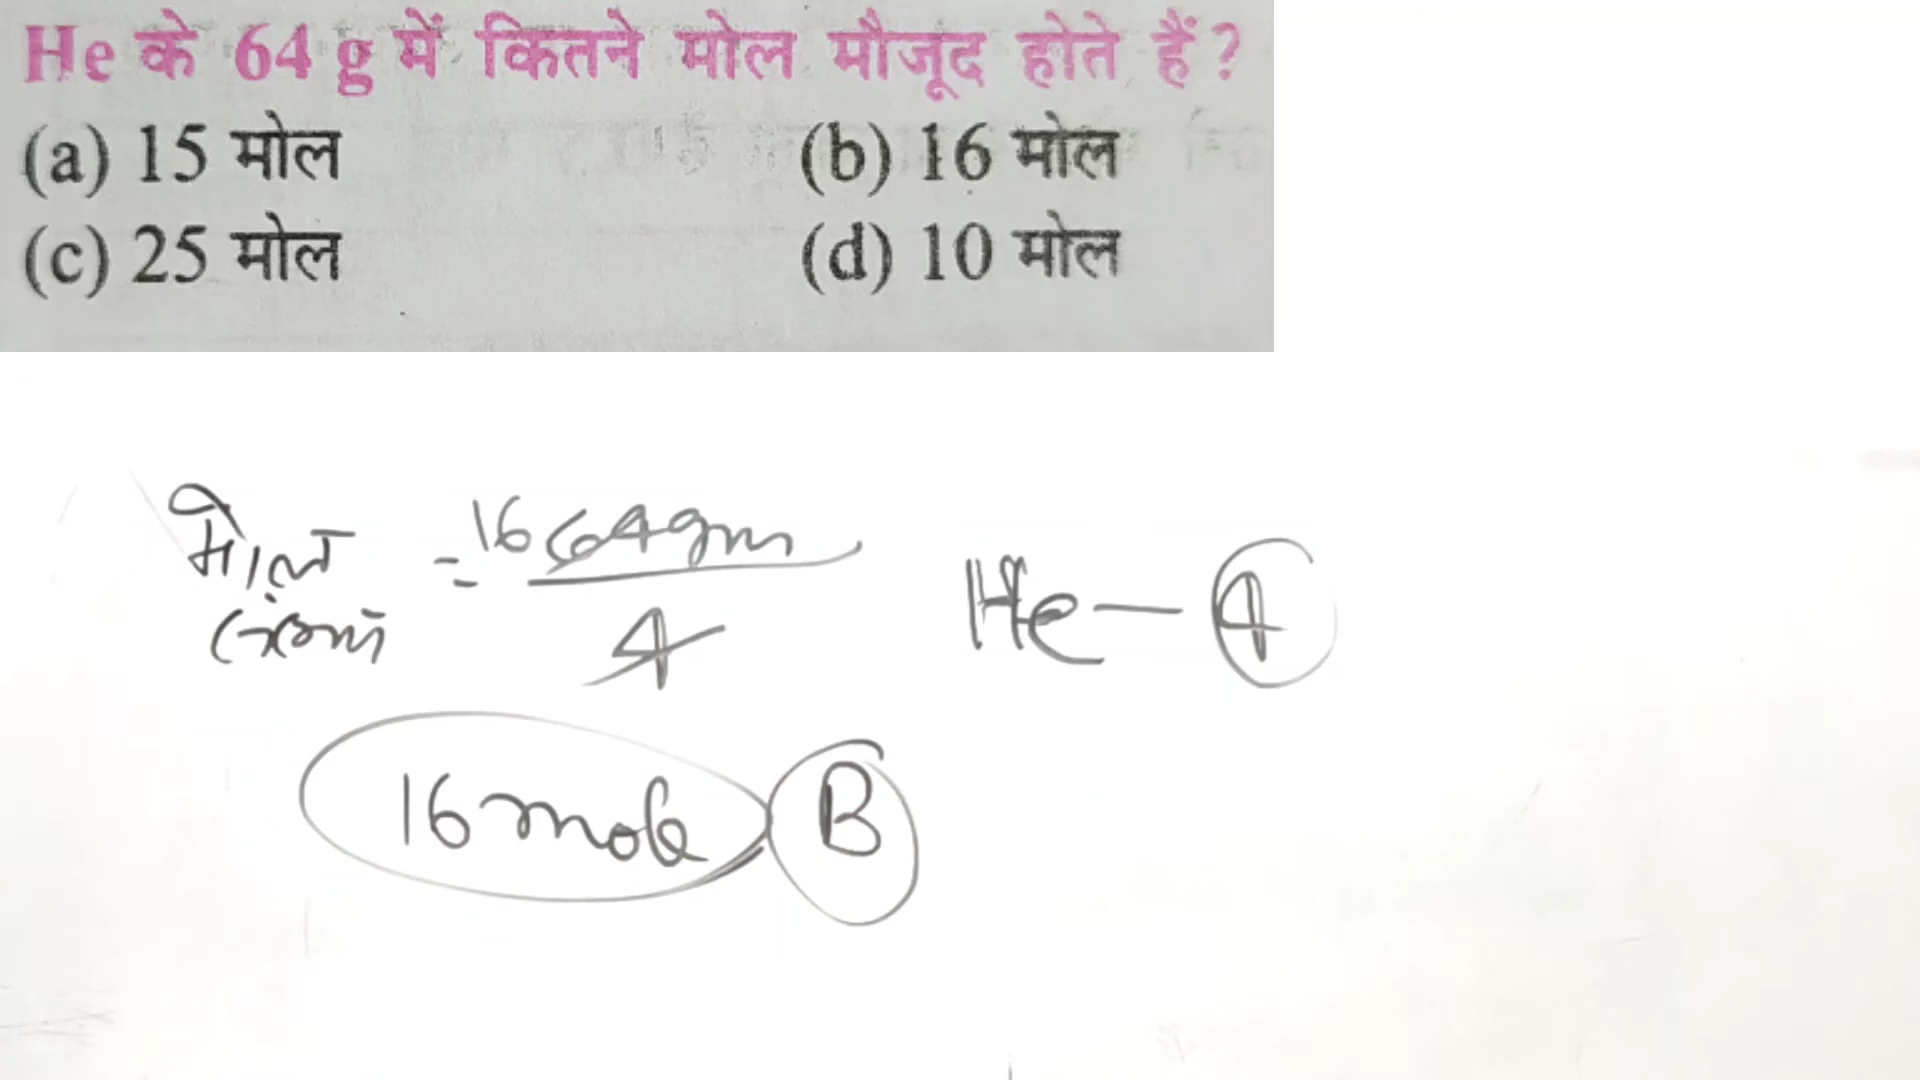 He के 64 g में कितने मोल मौजूद होते हैं?
(a) 15 मोल (b) 16 मोल
(c) 25 मोल (d) 10 मोल
मोल = 16 64gm
4
He — 4
16 mole B